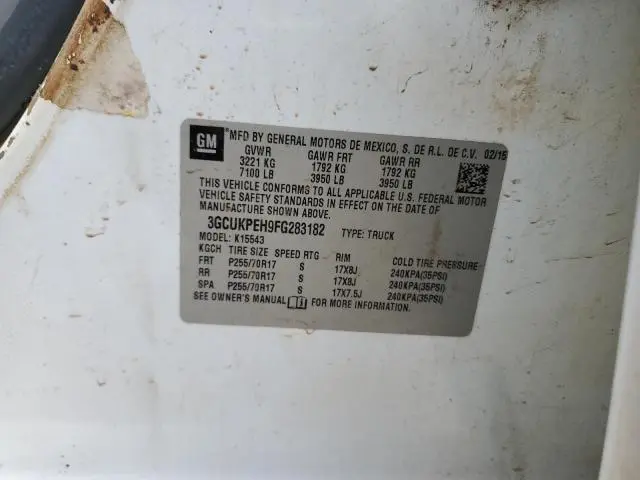 GM ®MFD BY GENERAL MOTORS DE MEXICO, S. DE R.L. DE C.V. 02/15
GVWR GAWR FRT GAWR RR
3221 KG 1792 KG 1792 KG
7100 LB 3950 LB 3950 LB
THIS VEHICLE CONFORMS TO ALL APPLICABLE U.S. FEDERAL MOTOR
VEHICLE SAFETY STANDARDS IN EFFECT ON THE DATE OF
MANUFACTURE SHOWN ABOVE.
3GCUKPEH9FG283182 TYPE: TRUCK
MODEL: K15543
KGCH TIRE SIZE SPEED RTG RIM COLD TIRE PRESSURE
FRT P255/70R17 S 17X8J 240KPA(35PSI)
RR P255/70R17 S 17X8J 240KPA(35PSI)
SPA P255/70R17 S 17X7.5J 240KPA(35PSI)
SEE OWNER'S MANUAL FOR MORE INFORMATION.